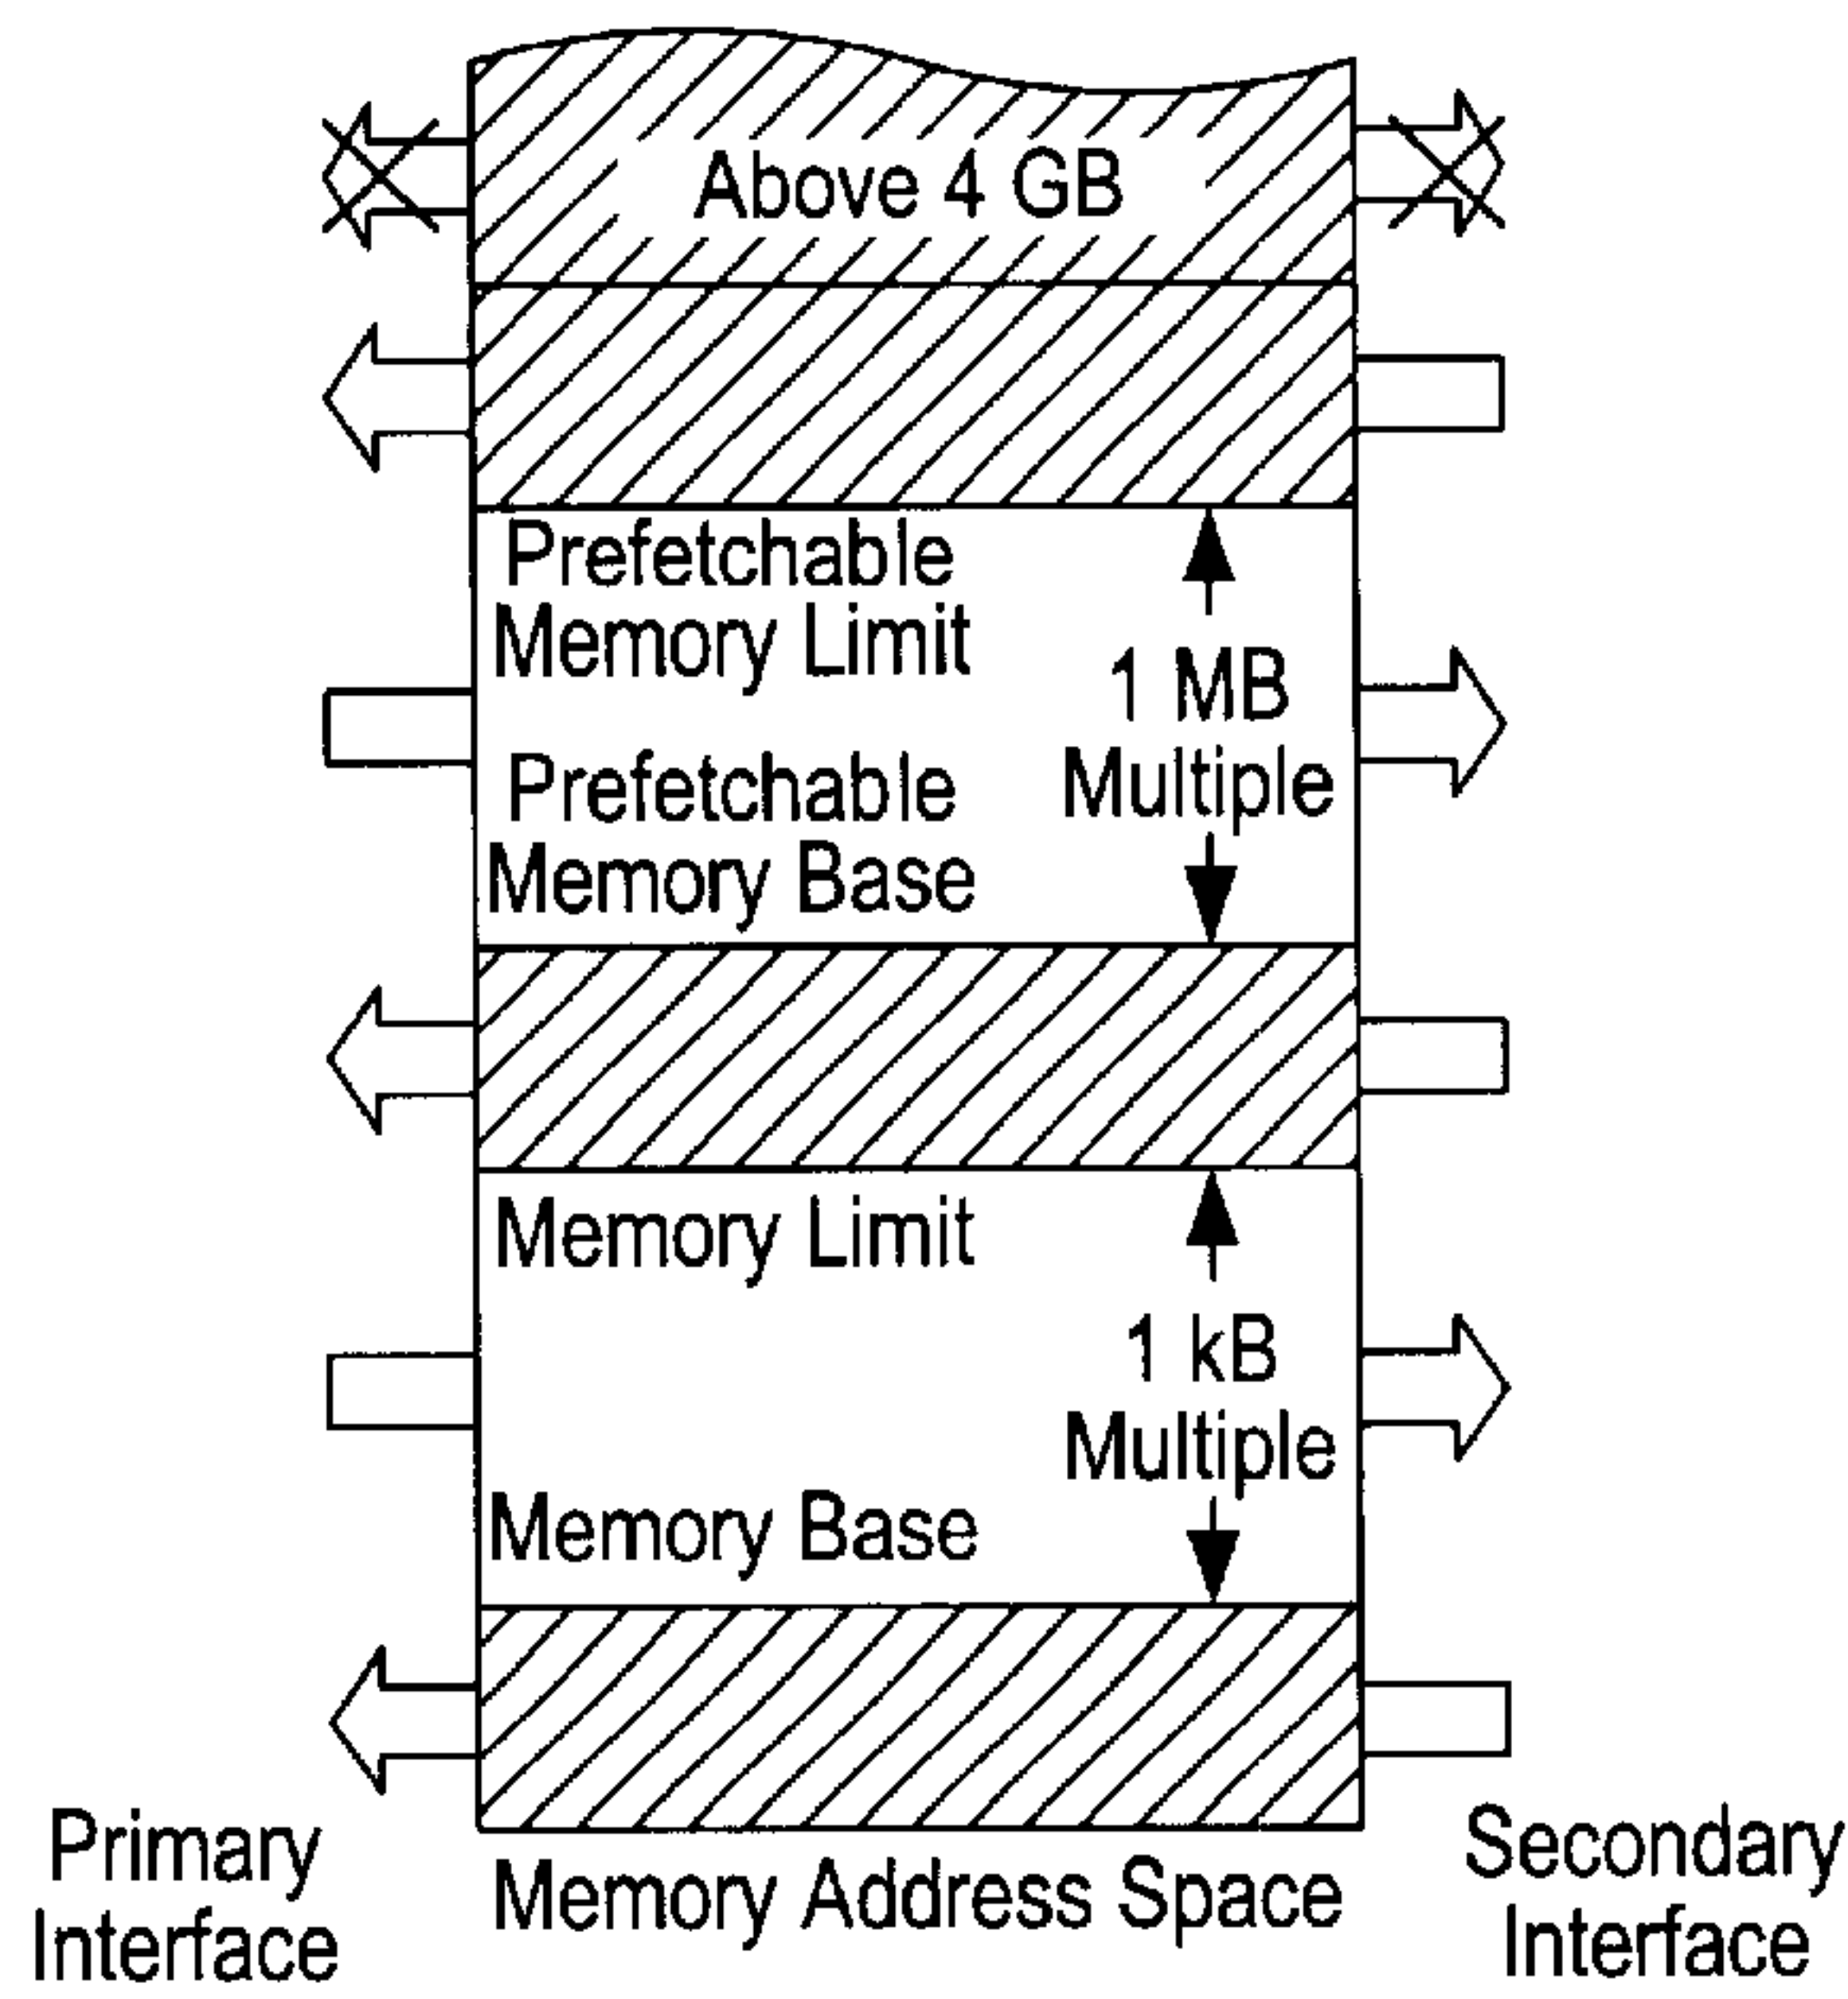 Above 4 GB
Prefetchable
Memory Limit
1 MB
Multiple
Prefetchable
Memory Base
Memory Limit
1 kB
Multiple
Memory Base
Primary
Interface
Memory Address Space
Secondary
Interface